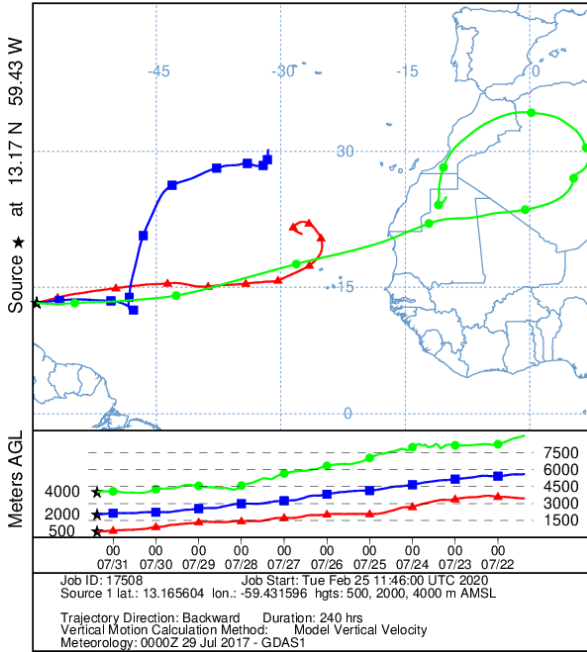 -45 -30 -15 0
30
15
0
Source ★ at 13.17 N 59.43 W
Meters AGL
7500
6000
4500
3000
1500
4000
2000
500
00 00 00 00 00 00 00 00 00 00
07/31 07/30 07/29 07/28 07/27 07/26 07/25 07/24 07/23 07/22
Job ID: 17508 Job Start: Tue Feb 25 11:46:00 UTC 2020
Source 1 lat.: 13.165604 lon.: -59.431596 hgts: 500, 2000, 4000 m AMSL
Trajectory Direction: Backward Duration: 240 hrs
Vertical Motion Calculation Method: Model Vertical Velocity
Meteorology: 0000Z 29 Jul 2017 - GDAS1